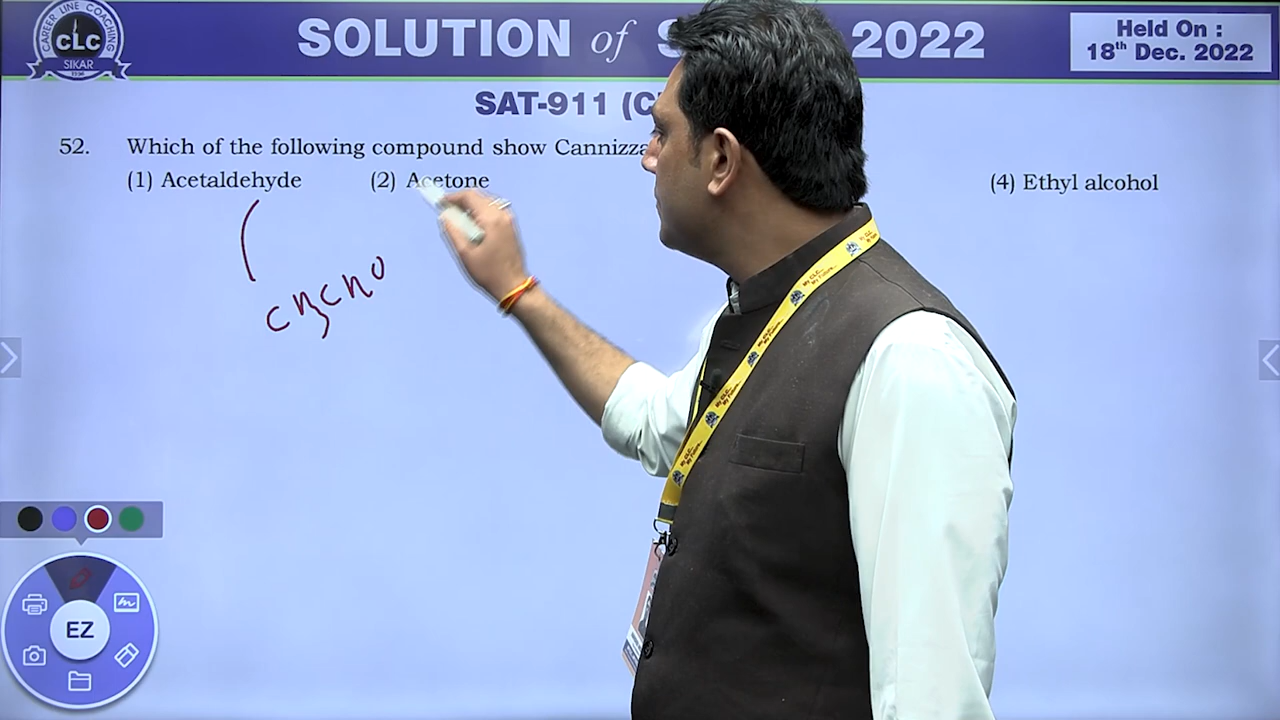 CAREER LINE COACHING
CLC
SIKAR
SOLUTION of S 2022
Held On :
18th Dec. 2022
SAT-911 (C
52. Which of the following compound show Cannizza
(1) Acetaldehyde (2) Acetone (4) Ethyl alcohol
CH3CHO
EZ